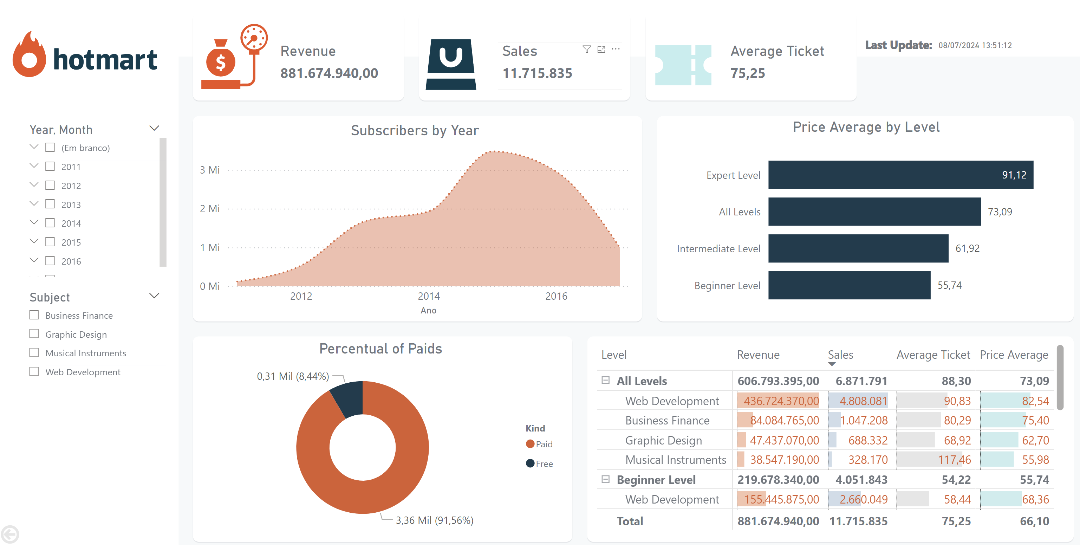 hotmart
Revenue
881.674.940,00
Sales
11.715.835
Average Ticket
75,25
Last Update: 08/07/2024 13:51:12
Year, Month
(Em branco)
2011
2012
2013
2014
2015
2016
Subject
Business Finance
Graphic Design
Musical Instruments
Web Development
Subscribers by Year
3 Mi
2 Mi
1 Mi
0 Mi
2012 2014 2016
Ano
Price Average by Level
Expert Level 91,12
All Levels 73,09
Intermediate Level 61,92
Beginner Level 55,74
Percentual of Paids
0,31 Mil (8,44%)
3,36 Mil (91,56%)
Kind
Paid
Free
Level Revenue Sales Average Ticket Price Average
All Levels 606.793.395,00 6.871.791 88,30 73,09
Web Development 436.724.370,00 4.808.081 90,83 82,54
Business Finance 84.084.765,00 1.047.208 80,29 75,40
Graphic Design 47.437.070,00 688.332 68,92 62,70
Musical Instruments 38.547.190,00 328.170 117,46 55,98
Beginner Level 219.678.340,00 4.051.843 54,22 55,74
Web Development 155.445.875,00 2.660.049 58,44 68,36
Total 881.674.940,00 11.715.835 75,25 66,10